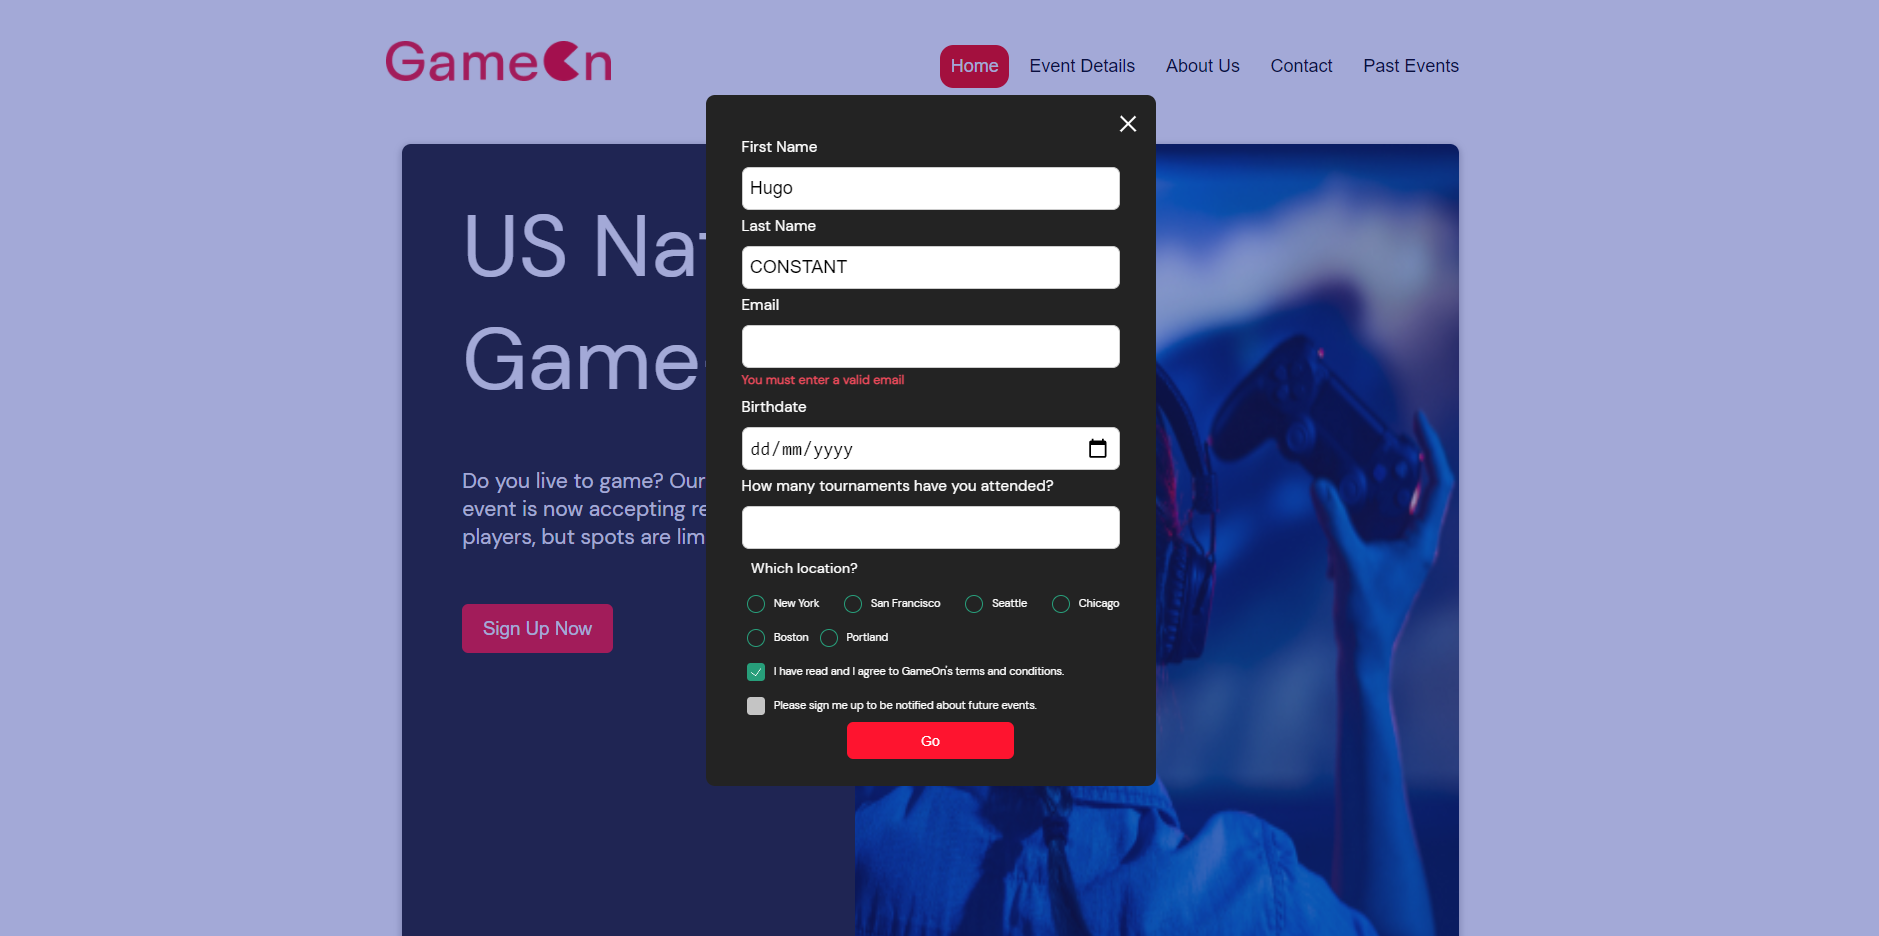 GameOn
Home Event Details About Us Contact Past Events
US Nat
Game
Do you live to game? Our
event is now accepting re
players, but spots are lim
Sign Up Now
First Name
Hugo
Last Name
CONSTANT
Email
You must enter a valid email
Birthdate
dd/mm/yyyy
How many tournaments have you attended?
Which location?
New York San Francisco Seattle Chicago
Boston Portland
I have read and I agree to GameOn's terms and conditions.
Please sign me up to be notified about future events.
Go